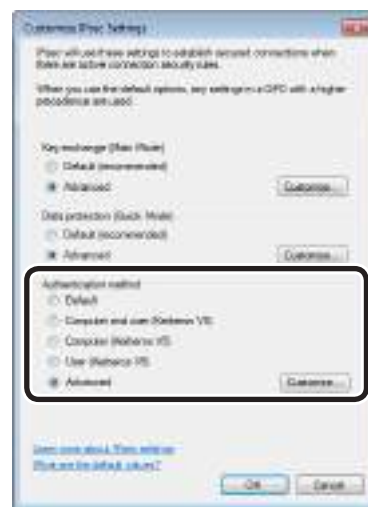 Customize IPsec Settings
IPsec will use these settings to establish secured connections when
there are active connection security rules.
When you use the default options, any settings in a GPO with a higher
precedence are used.
Key exchange (Main Mode)
Default (recommended)
Advanced
Customize...
Data protection (Quick Mode)
Default (recommended)
Advanced
Customize...
Authentication method
Default
Computer and user (Kerberos V5)
Computer (Kerberos V5)
User (Kerberos V5)
Advanced
Customize...
Learn more about IPsec settings
What are the default values?
OK
Cancel